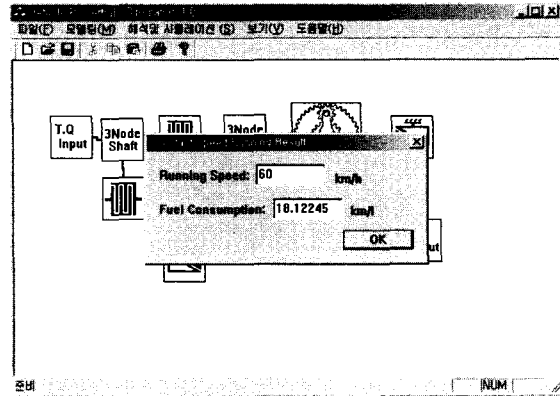 파일(F) 모델링(M) 해석및 시뮬레이션(S) 보기(V) 도움말(H)
T.Q Input
3Node Shaft
3Node
Result
Running Speed: 60 km/h
Fuel Consumption: 18.12245 km/l
OK
ut
준비
NUM